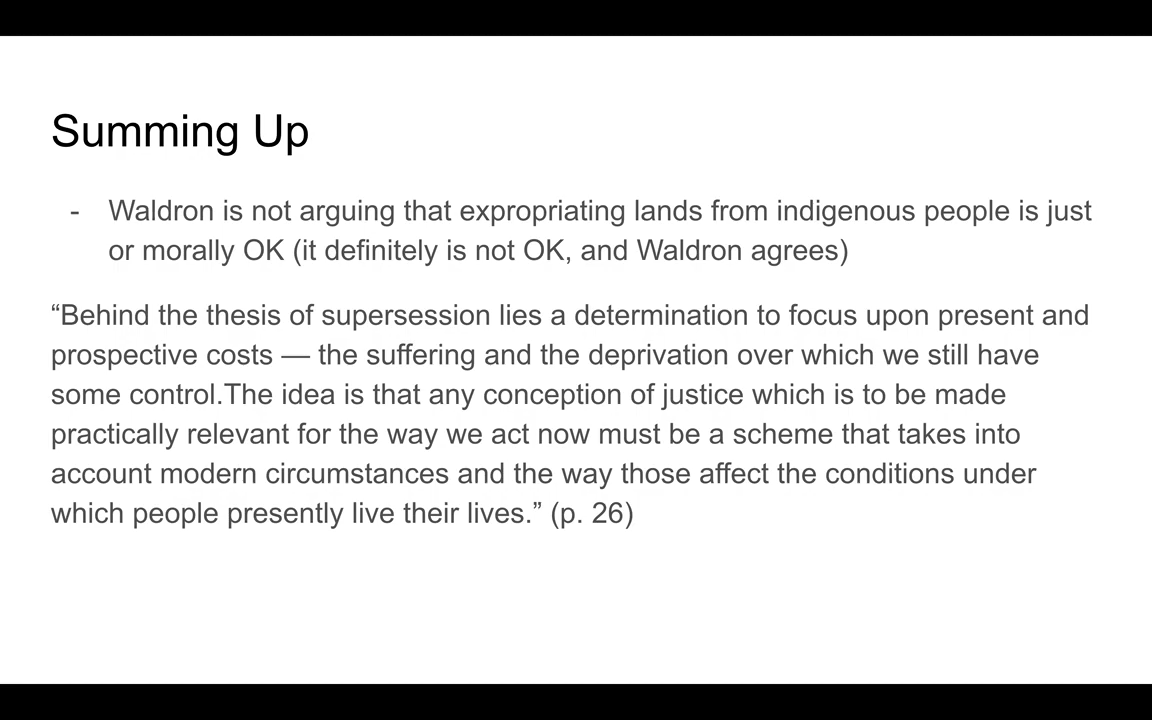 Summing Up
- Waldron is not arguing that expropriating lands from indigenous people is just
or morally OK (it definitely is not OK, and Waldron agrees)
“Behind the thesis of supersession lies a determination to focus upon present and
prospective costs — the suffering and the deprivation over which we still have
some control.The idea is that any conception of justice which is to be made
practically relevant for the way we act now must be a scheme that takes into
account modern circumstances and the way those affect the conditions under
which people presently live their lives.” (p. 26)